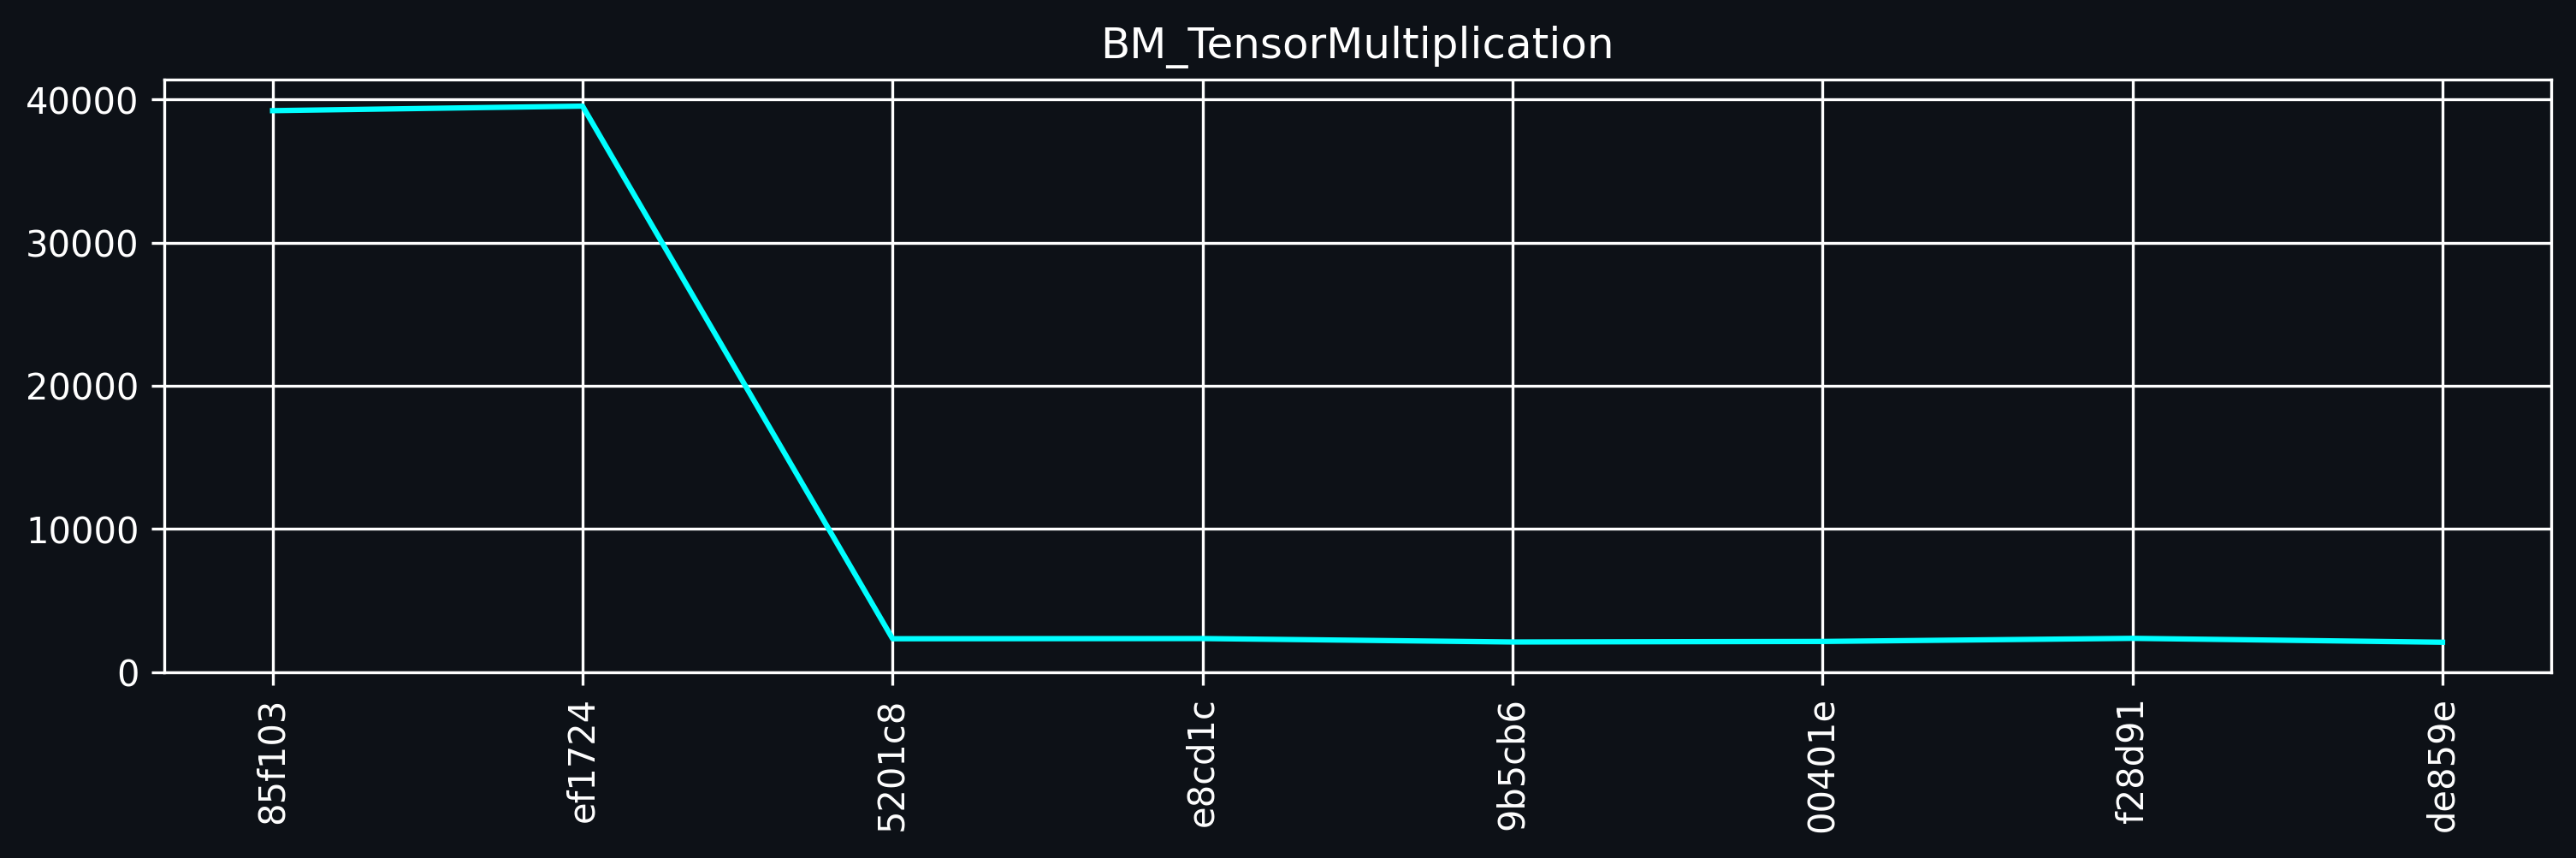 BM_TensorMultiplication
40000
30000
20000
10000
0
85f103
ef1724
5201c8
e8cd1c
9b5cb6
00401e
f28d91
de859e